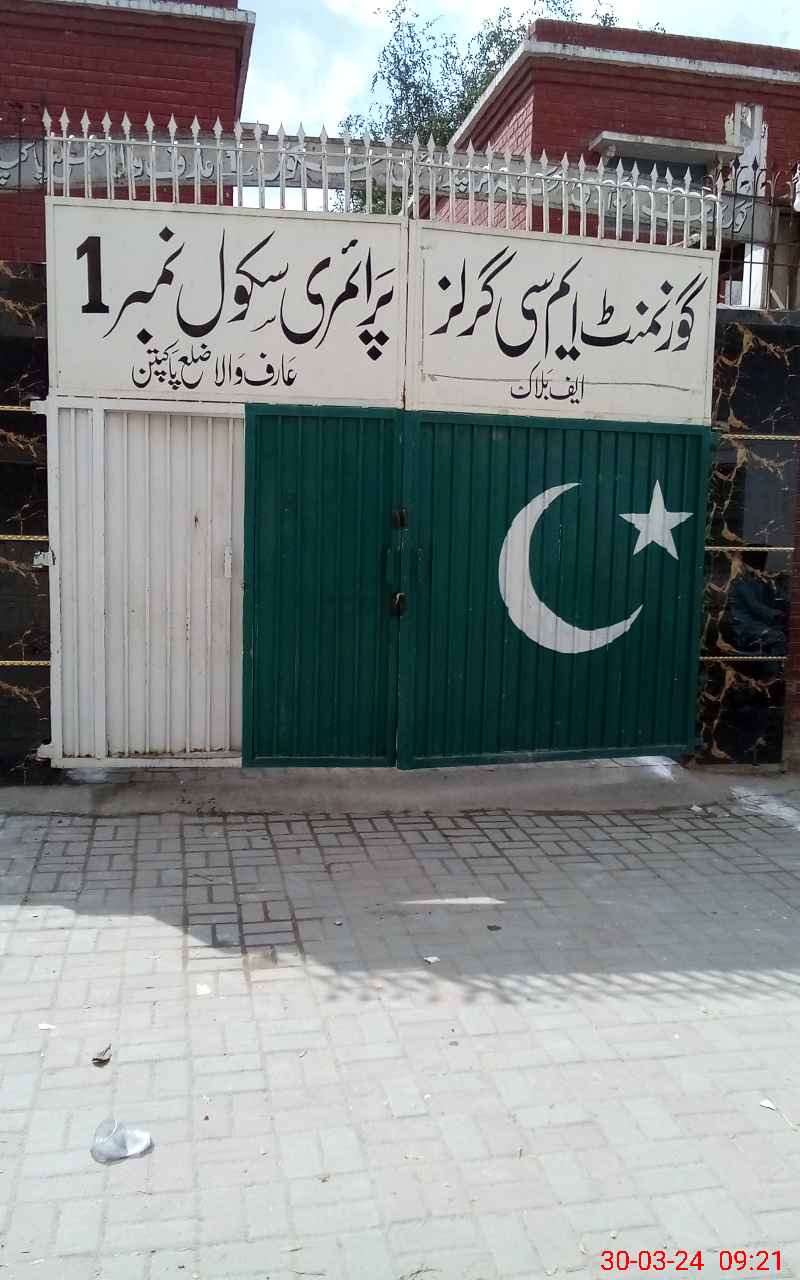 گورنمنٹ ایم سی گرلز پرائمری سکول نمبر 1
ایف بلاک عارف والا ضلع پاکپتن
30-03-24 09:21